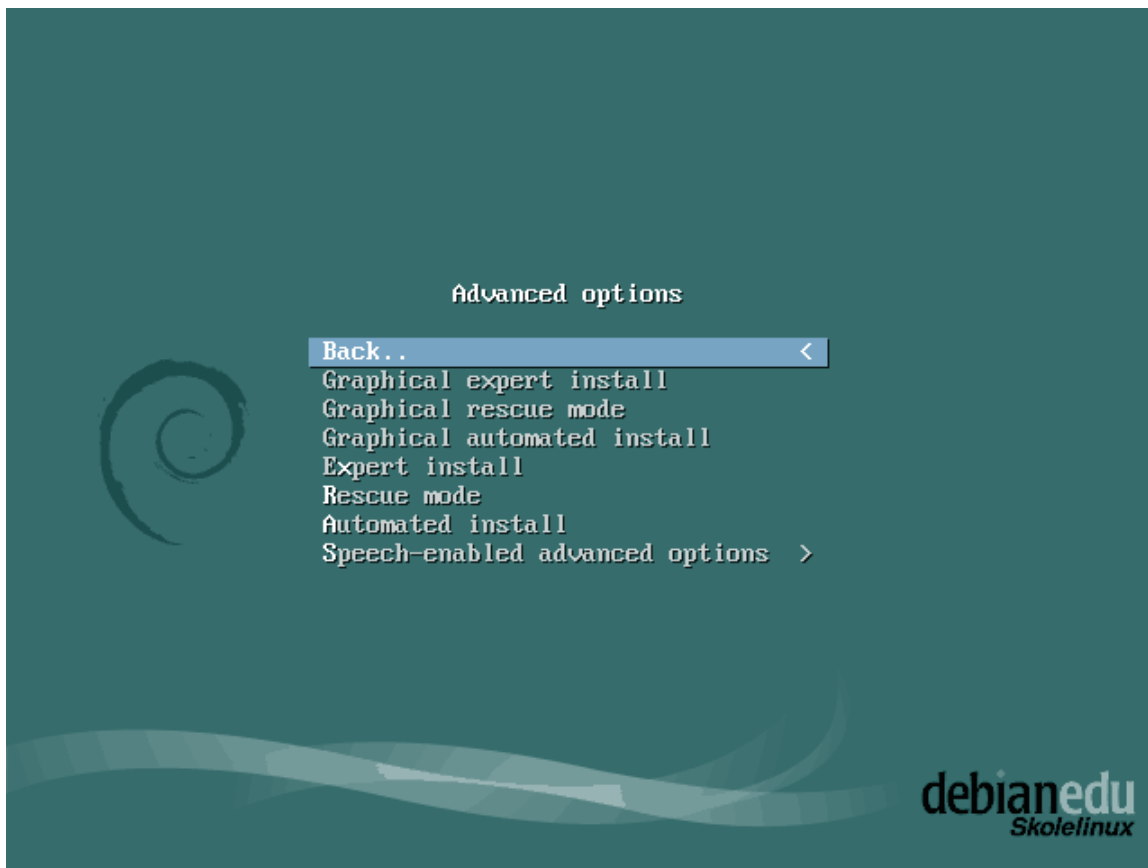 Advanced options
Back.. <
Graphical expert install
Graphical rescue mode
Graphical automated install
Expert install
Rescue mode
Automated install
Speech-enabled advanced options >
debianedu
Skolelinux